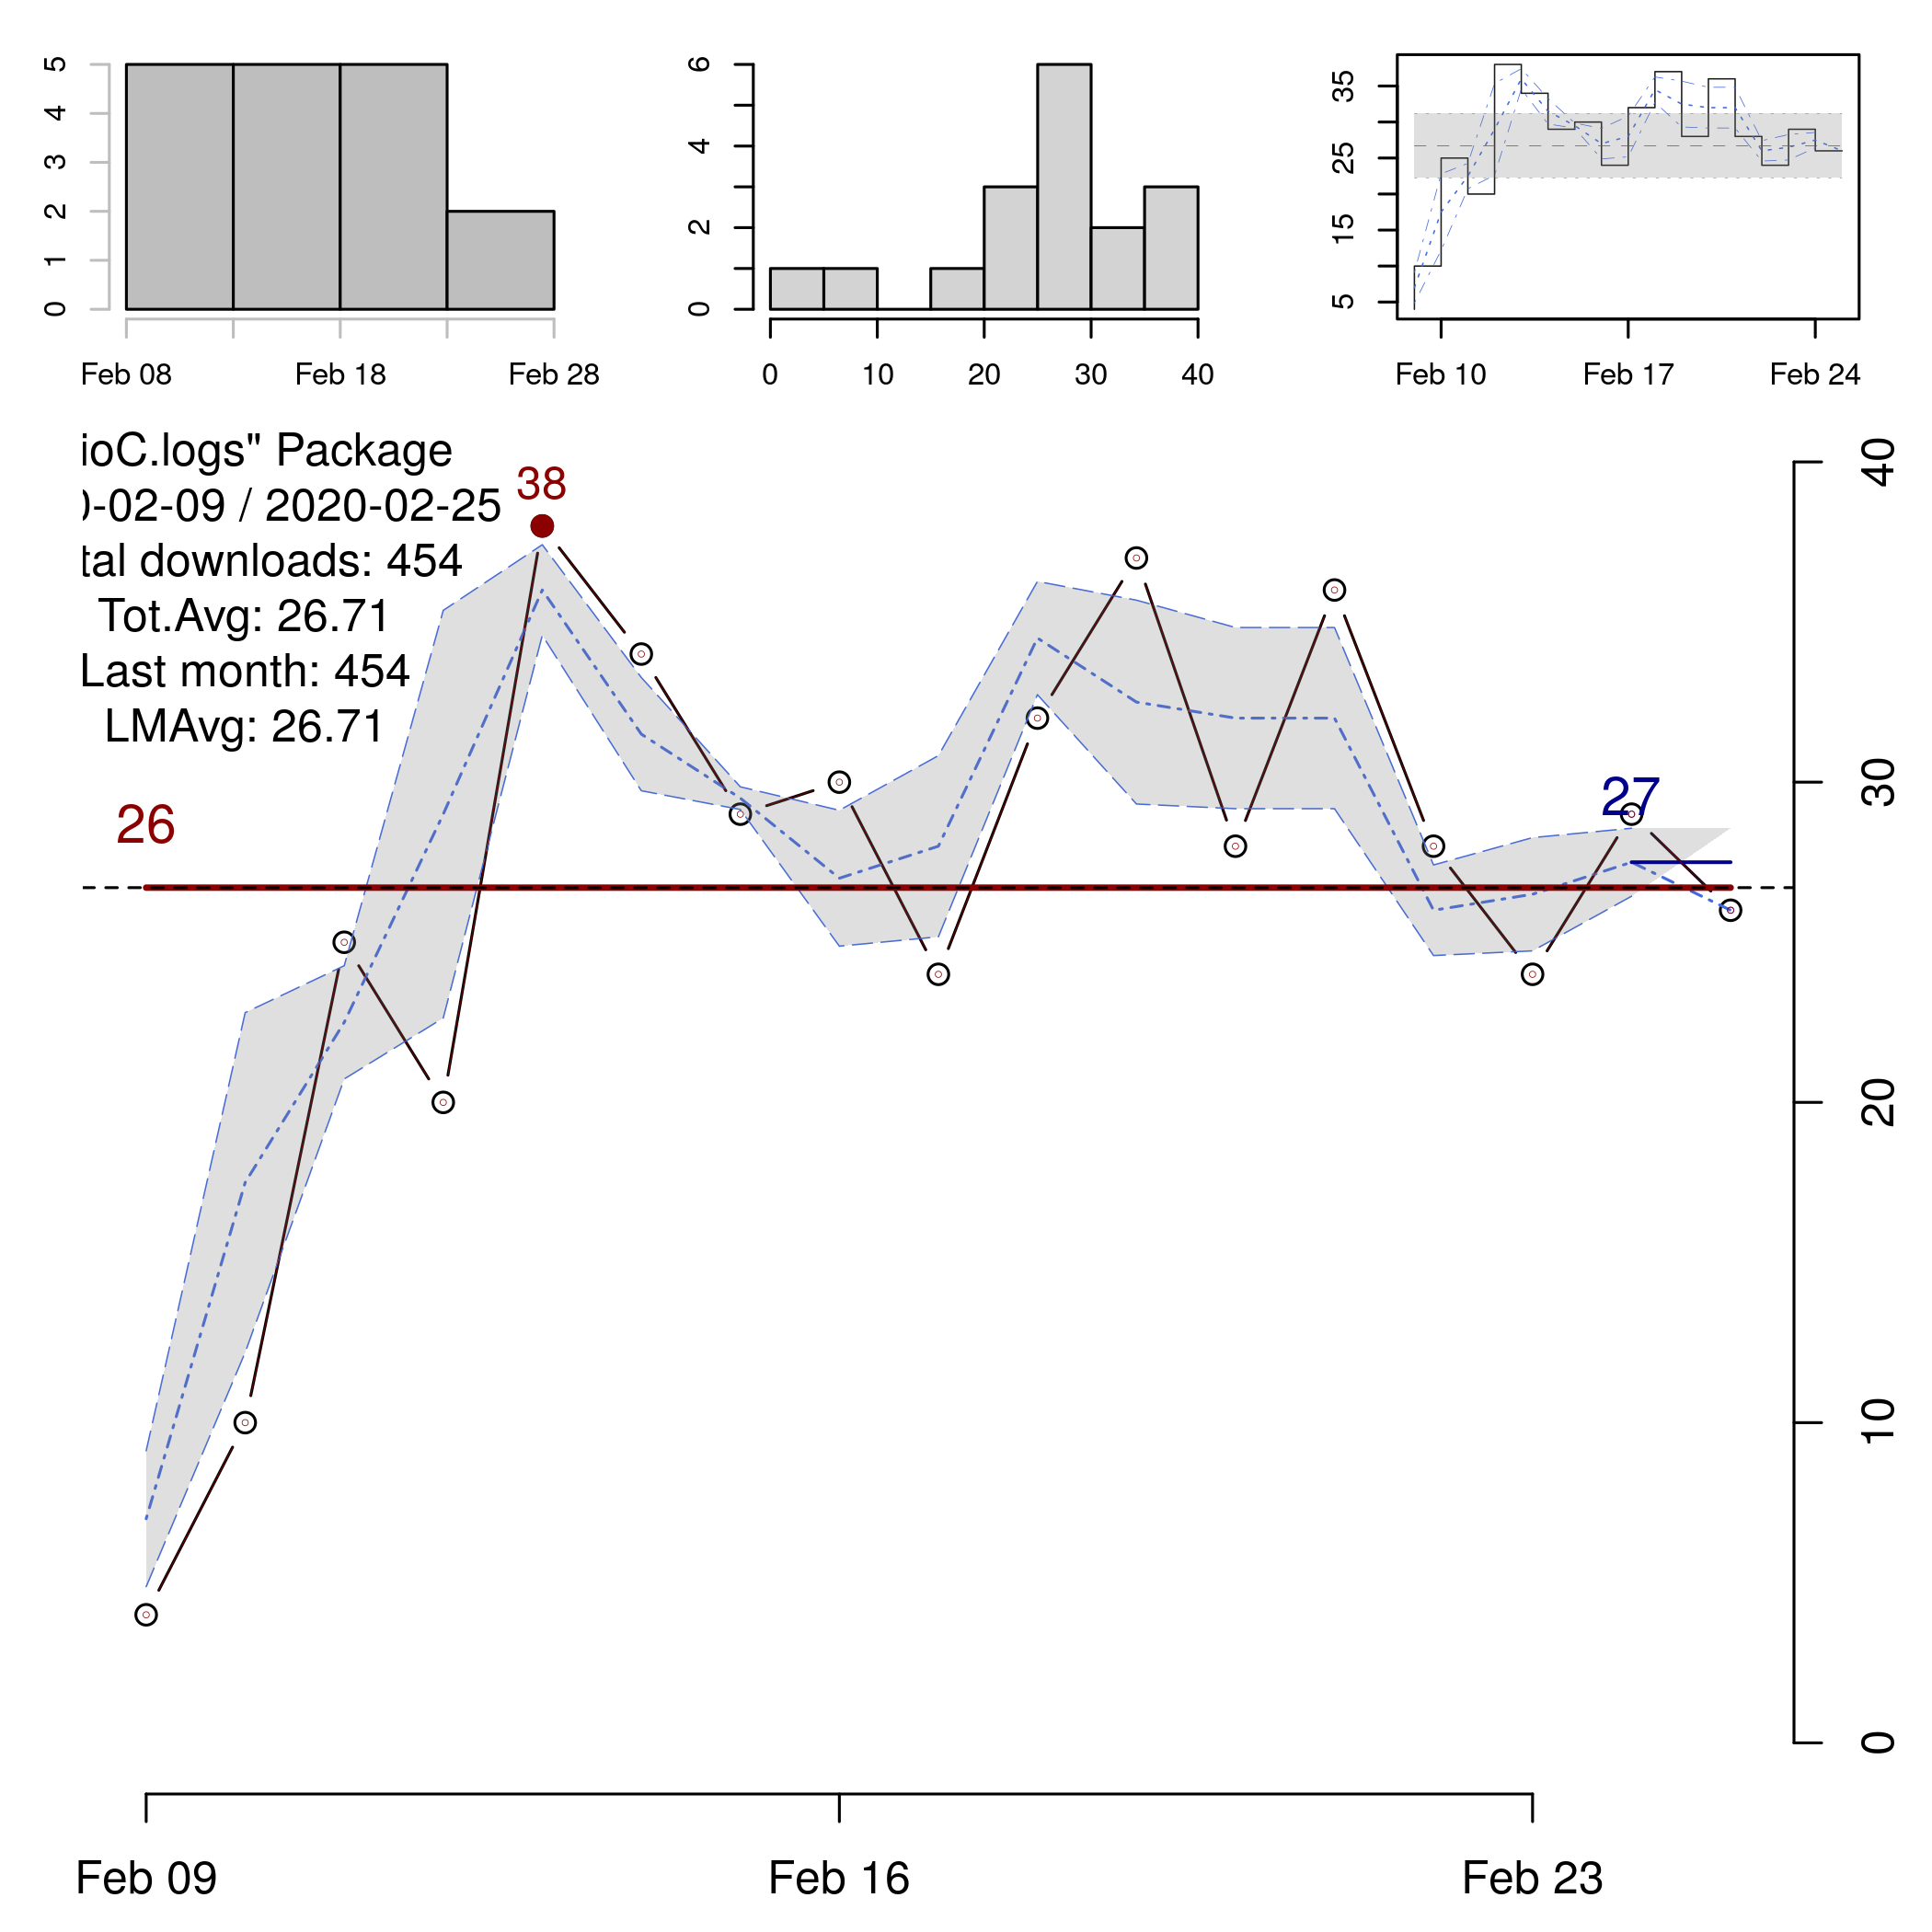 5
4
3
2
1
0
Feb 08 Feb 18 Feb 28
6
4
2
0
0 10 20 30 40
35
25
15
5
Feb 10 Feb 17 Feb 24
ioC.logs" Package
-02-09 / 2020-02-25
tal downloads: 454
Tot.Avg: 26.71
Last month: 454
LMAvg: 26.71
38
26
27
40
30
20
10
0
Feb 09 Feb 16 Feb 23